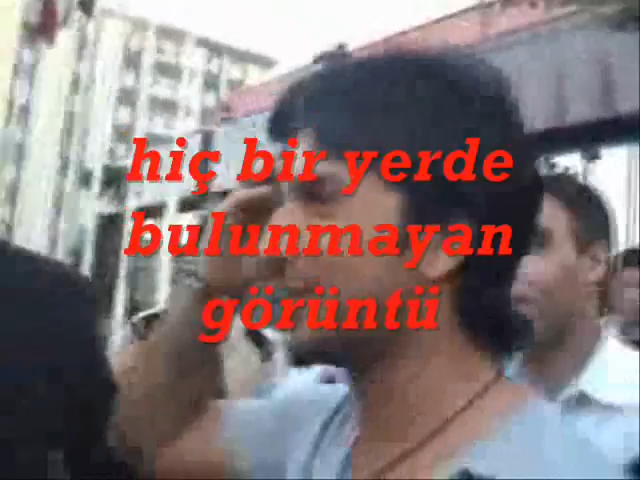 hiç bir yerde
bulunmayan
görüntü